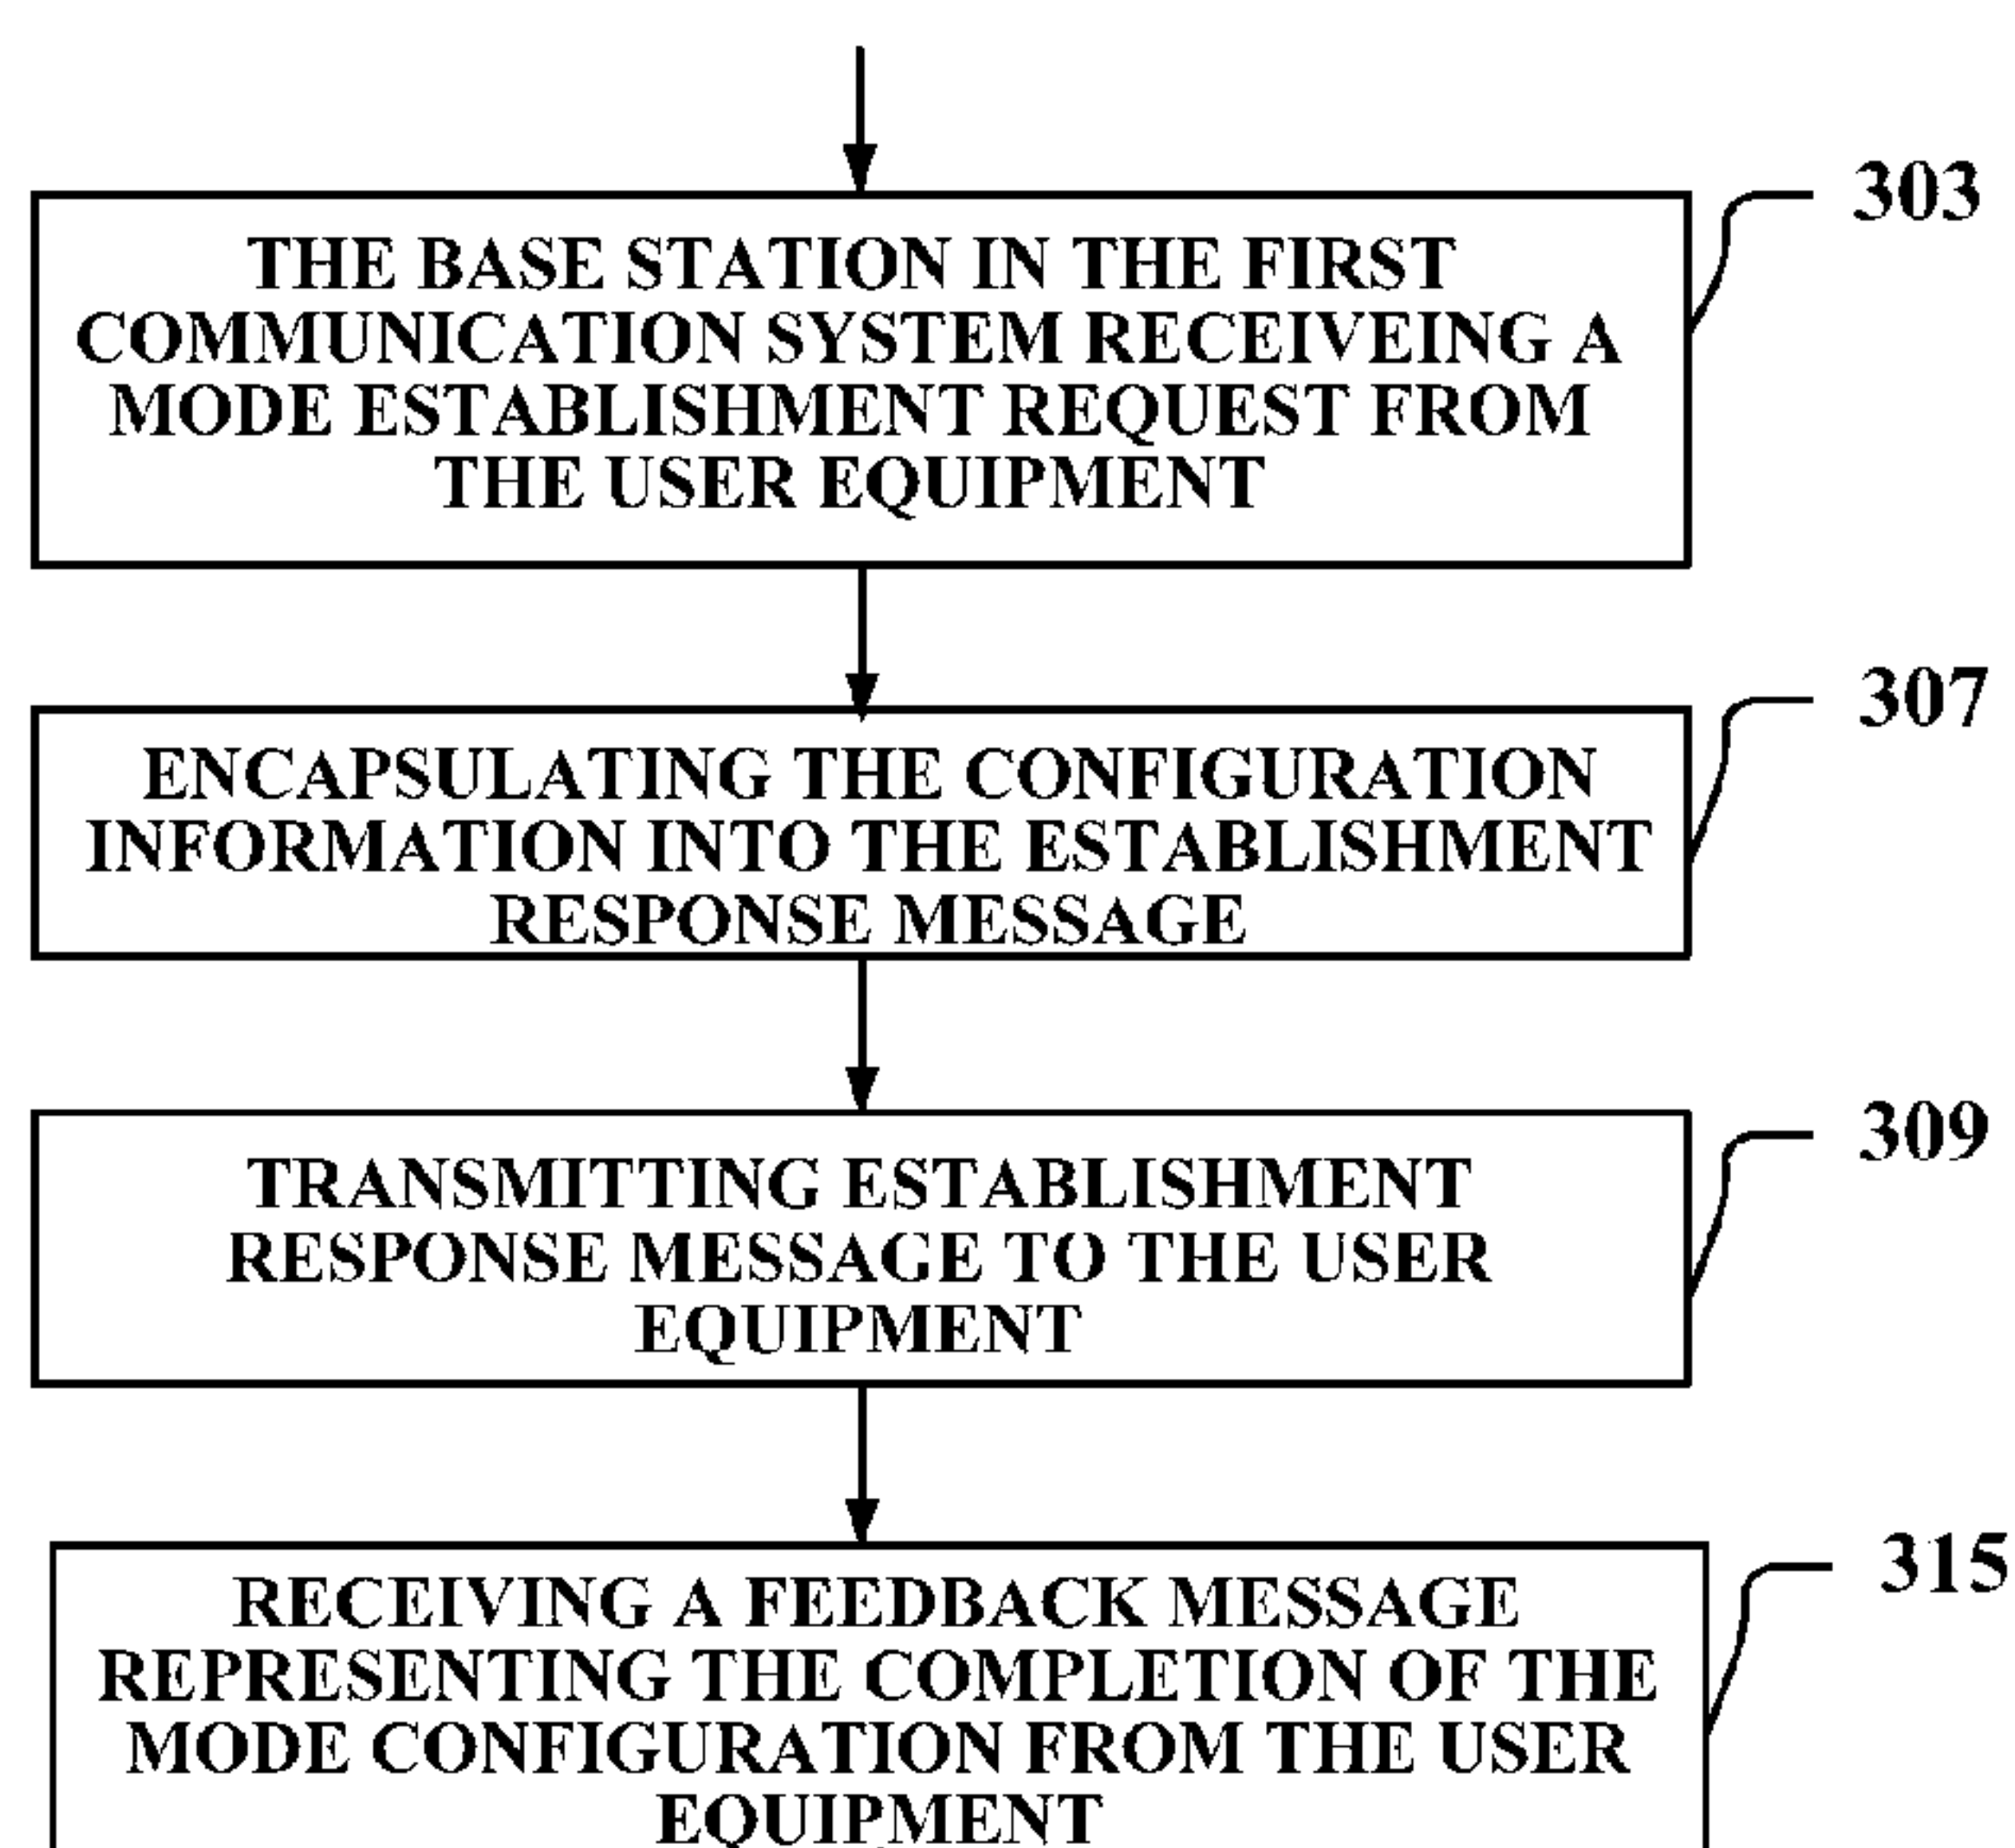 303
THE BASE STATION IN THE FIRST
COMMUNICATION SYSTEM RECEIVEING A
MODE ESTABLISHMENT REQUEST FROM
THE USER EQUIPMENT
307
ENCAPSULATING THE CONFIGURATION
INFORMATION INTO THE ESTABLISHMENT
RESPONSE MESSAGE
309
TRANSMITTING ESTABLISHMENT
RESPONSE MESSAGE TO THE USER
EQUIPMENT
315
RECEIVING A FEEDBACK MESSAGE
REPRESENTING THE COMPLETION OF THE
MODE CONFIGURATION FROM THE USER
EQUIPMENT